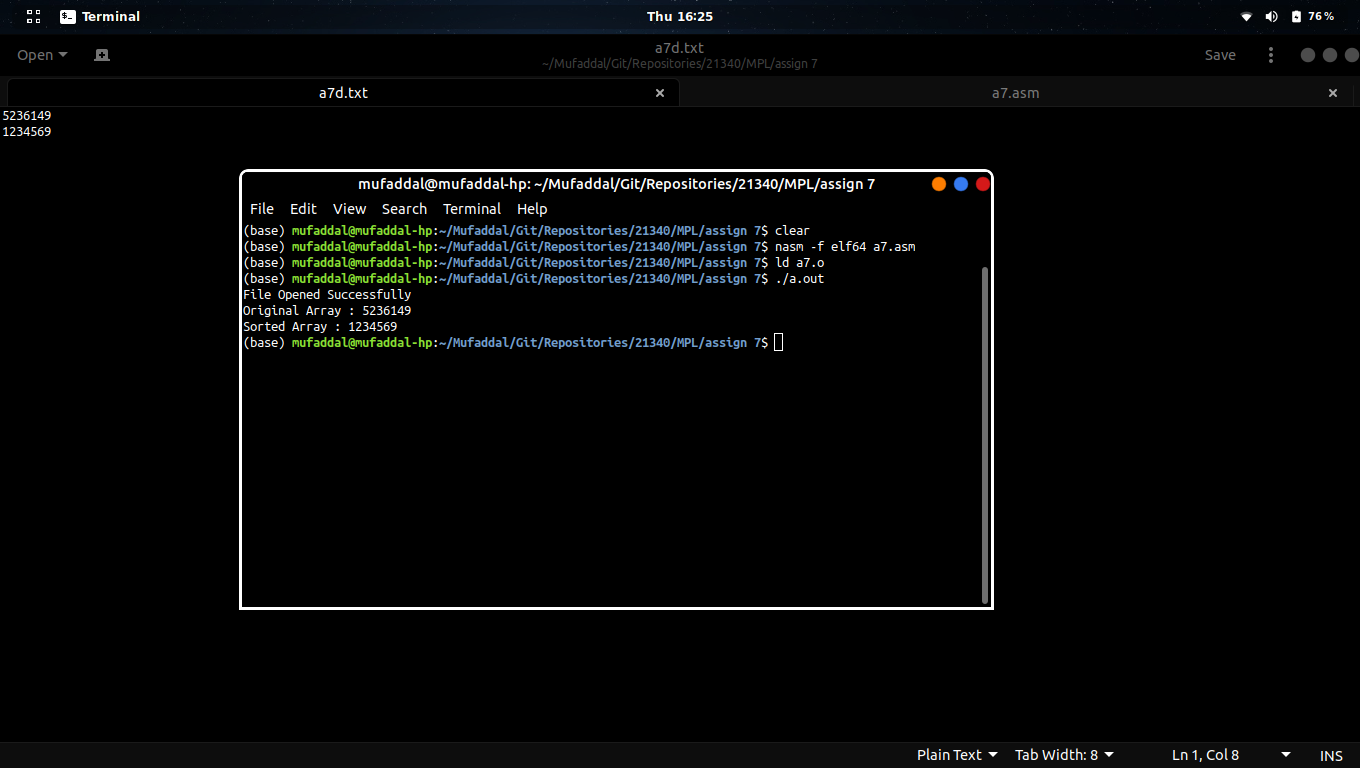 Terminal
Thu 16:25
76%
Open
a7d.txt
~/Mufaddal/Git/Repositories/21340/MPL/assign 7
Save
a7d.txt
a7.asm
5236149
1234569
mufaddal@mufaddal-hp: ~/Mufaddal/Git/Repositories/21340/MPL/assign 7
File Edit View Search Terminal Help
(base) mufaddal@mufaddal-hp:~/Mufaddal/Git/Repositories/21340/MPL/assign 7$ clear
(base) mufaddal@mufaddal-hp:~/Mufaddal/Git/Repositories/21340/MPL/assign 7$ nasm -f elf64 a7.asm
(base) mufaddal@mufaddal-hp:~/Mufaddal/Git/Repositories/21340/MPL/assign 7$ ld a7.o
(base) mufaddal@mufaddal-hp:~/Mufaddal/Git/Repositories/21340/MPL/assign 7$ ./a.out
File Opened Successfully
Original Array : 5236149
Sorted Array : 1234569
(base) mufaddal@mufaddal-hp:~/Mufaddal/Git/Repositories/21340/MPL/assign 7$
Plain Text
Tab Width: 8
Ln 1, Col 8
INS